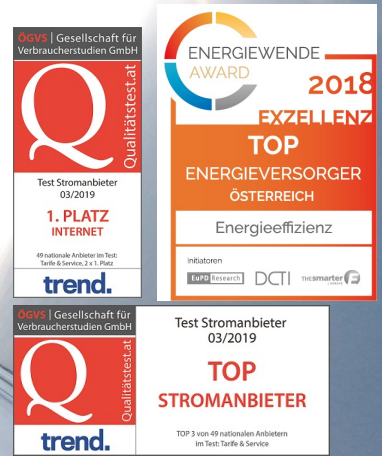 ÖGVS | Gesellschaft für
Verbraucherstudien GmbH
Q
Qualitätstest.at
Test Stromanbieter
03/2019
1. PLATZ
INTERNET
49 nationale Anbieter im Test:
Tarife & Service, 2 x 1. Platz
trend.
ENERGIEWENDE
AWARD
2018
EXZELLENZ
TOP
ENERGIEVERSORGER
ÖSTERREICH
Energieeffizienz
Initiatoren
EuPD Research
DCTI
THE smarter E
EUROPE
ÖGVS | Gesellschaft für
Verbraucherstudien GmbH
Q
Qualitätstest.at
trend.
Test Stromanbieter
03/2019
TOP
STROMANBIETER
TOP 3 von 49 nationalen Anbietern
im Test: Tarife & Service